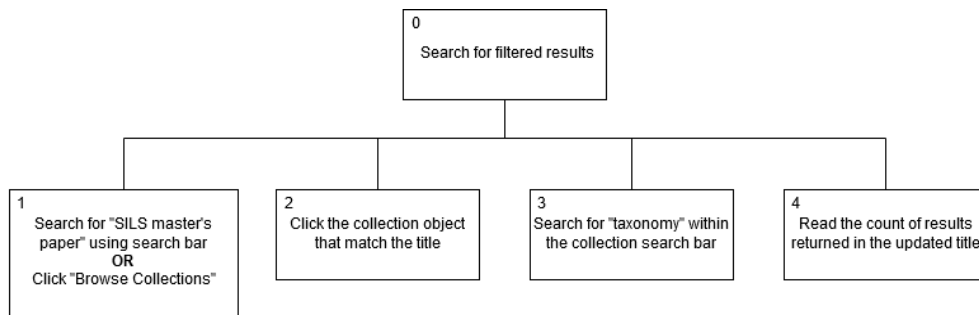 0
Search for filtered results
1
Search for "SILS master's
paper" using search bar
OR
Click "Browse Collections"
2
Click the collection object
that match the title
3
Search for "taxonomy" within
the collection search bar
4
Read the count of results
returned in the updated title